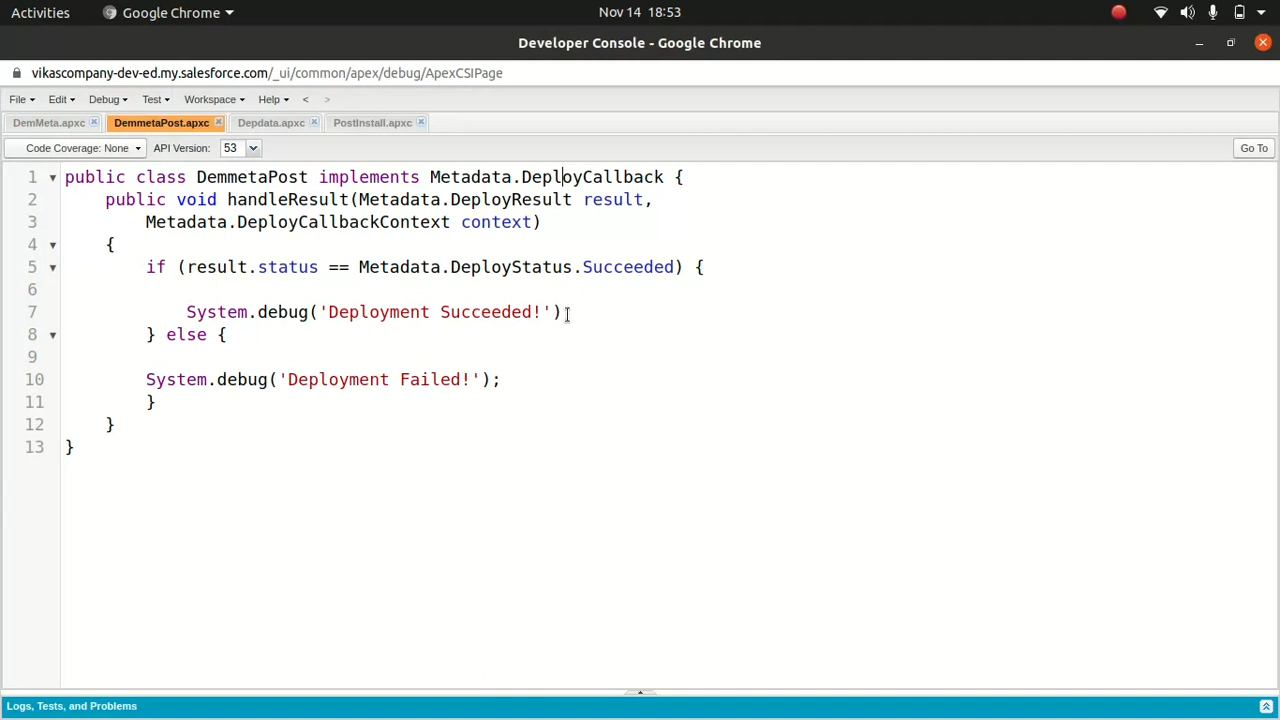 Activities Google Chrome Nov 14 18:53
Developer Console - Google Chrome
vikascompany-dev-ed.my.salesforce.com/_ui/common/apex/debug/ApexCSIPage
File Edit Debug Test Workspace Help < >
DemMeta.apxc DemmetaPost.apxc Depdata.apxc PostInstall.apxc
Code Coverage: None API Version: 53 Go To
1 public class DemmetaPost implements Metadata.DeployCallback {
2 public void handleResult(Metadata.DeployResult result,
3 Metadata.DeployCallbackContext context)
4 {
5 if (result.status == Metadata.DeployStatus.Succeeded) {
6
7 System.debug('Deployment Succeeded!')
8 } else {
9
10 System.debug('Deployment Failed!');
11 }
12 }
13 }
Logs, Tests, and Problems